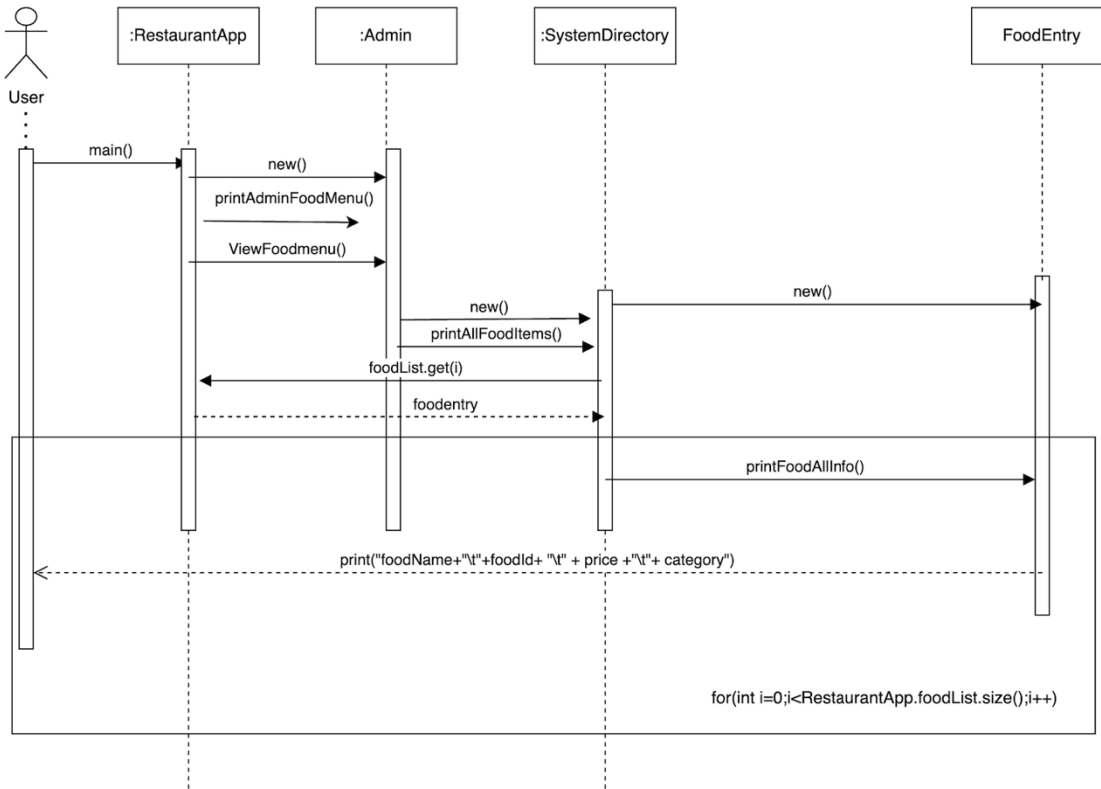 :RestaurantApp
:Admin
:SystemDirectory
FoodEntry
User
main()
new()
printAdminFoodMenu()
ViewFoodmenu()
new()
new()
printAllFoodItems()
foodList.get(i)
foodentry
printFoodAllInfo()
print("foodName+"\t"+foodId+ "\t" + price +"\t"+ category")
for(int i=0;i<RestaurantApp.foodList.size();i++)